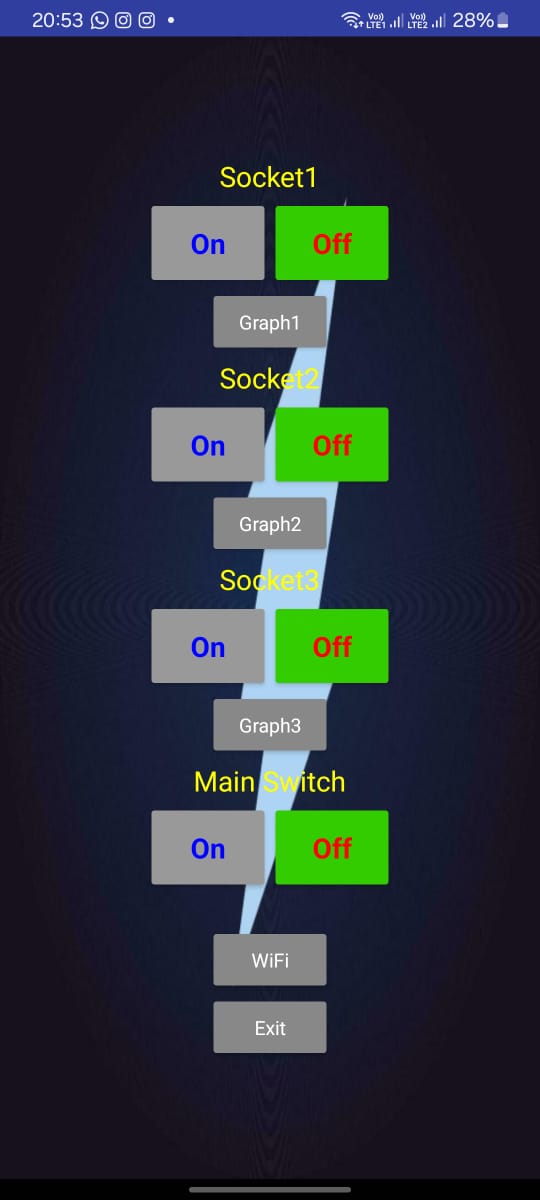 20:53 Vo) LTE1 Vo) LTE2 28%
Socket1
On Off
Graph1
Socket2
On Off
Graph2
Socket3
On Off
Graph3
Main Switch
On Off
WiFi
Exit